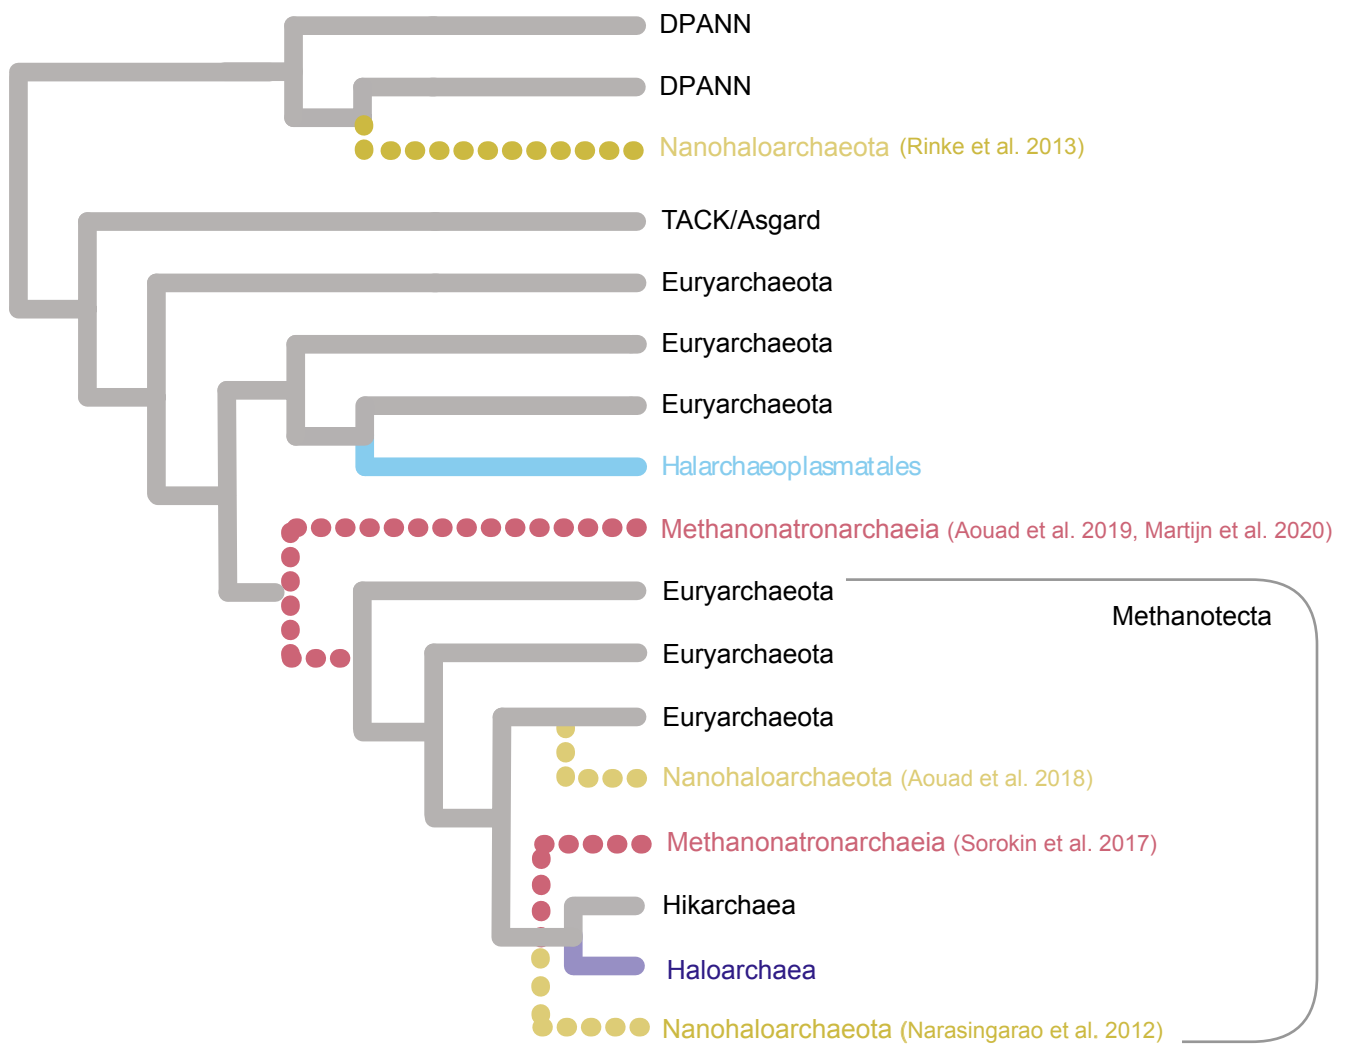 DPANN
DPANN
Nanohaloarchaeota (Rinke et al. 2013)
TACK/Asgard
Euryarchaeota
Euryarchaeota
Euryarchaeota
Halarchaeoplasmatales
Methanonatronarchaeia (Aouad et al. 2019, Martijn et al. 2020)
Euryarchaeota
Methanotecta
Euryarchaeota
Euryarchaeota
Nanohaloarchaeota (Aouad et al. 2018)
Methanonatronarchaeia (Sorokin et al. 2017)
Hikarchaea
Haloarchaea
Nanohaloarchaeota (Narasingarao et al. 2012)